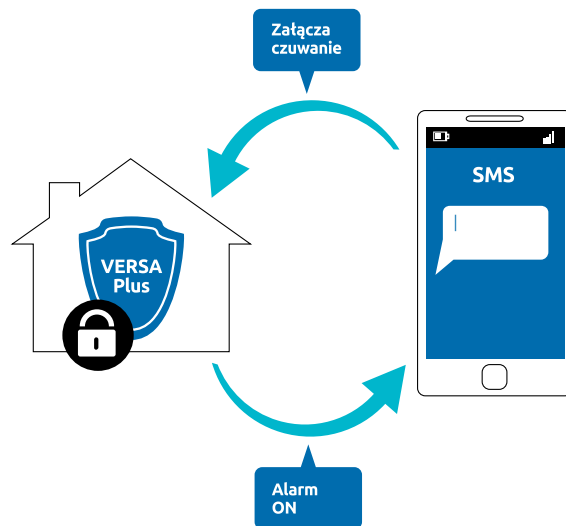 Załącza
czuwanie
SMS
VERSA
Plus
Alarm
ON